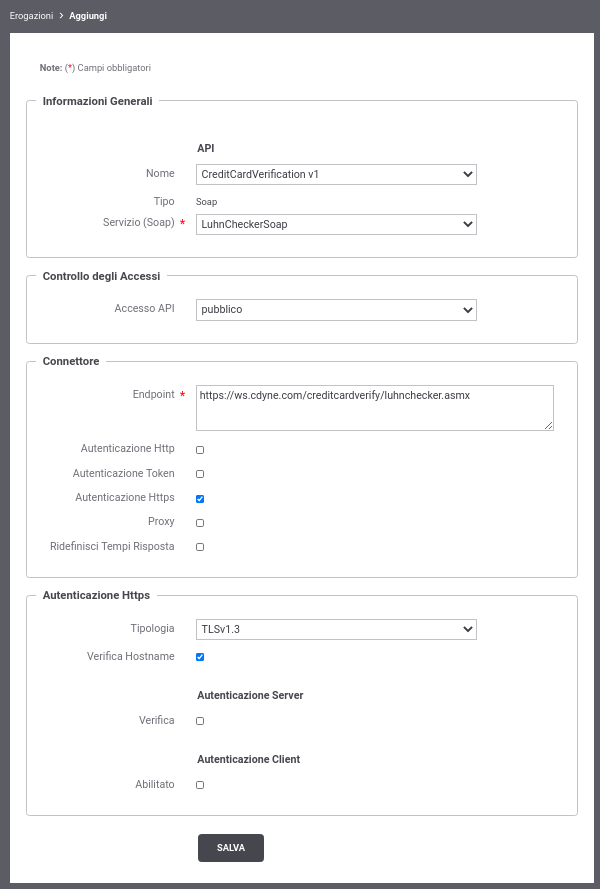 Erogazioni > Aggiungi
Note: (*) Campi obbligatori
Informazioni Generali
API
Nome CreditCardVerification v1
Tipo Soap
Servizio (Soap) * LuhnCheckerSoap
Controllo degli Accessi
Accesso API pubblico
Connettore
Endpoint * https://ws.cdyne.com/creditcardverify/luhnchecker.asmx
Autenticazione Http
Autenticazione Token
Autenticazione Https
Proxy
Ridefinisci Tempi Risposta
Autenticazione Https
Tipologia TLSv1.3
Verifica Hostname
Autenticazione Server
Verifica
Autenticazione Client
Abilitato
SALVA